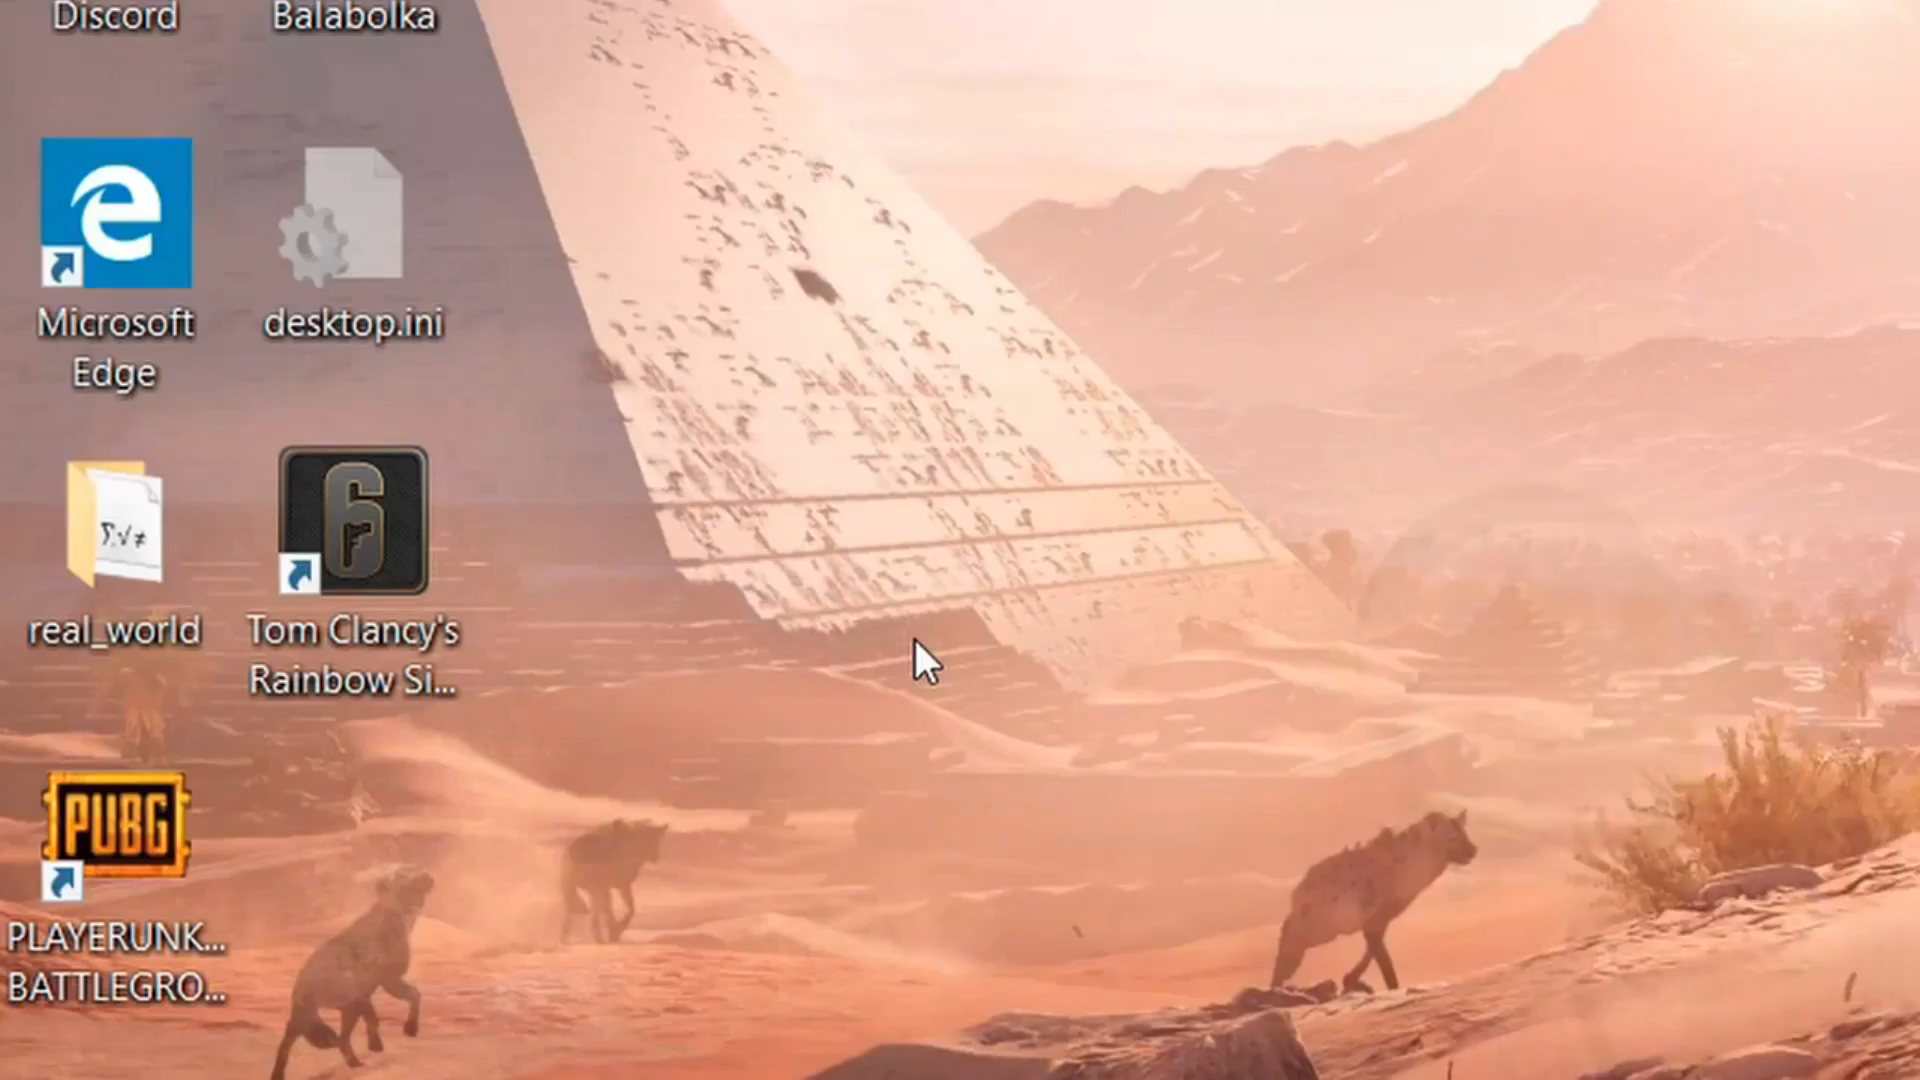 Discord
Balabolka
Microsoft
Edge
desktop.ini
real_world
Tom Clancy's
Rainbow Si...
PUBG
PLAYERUNK...
BATTLEGRO...